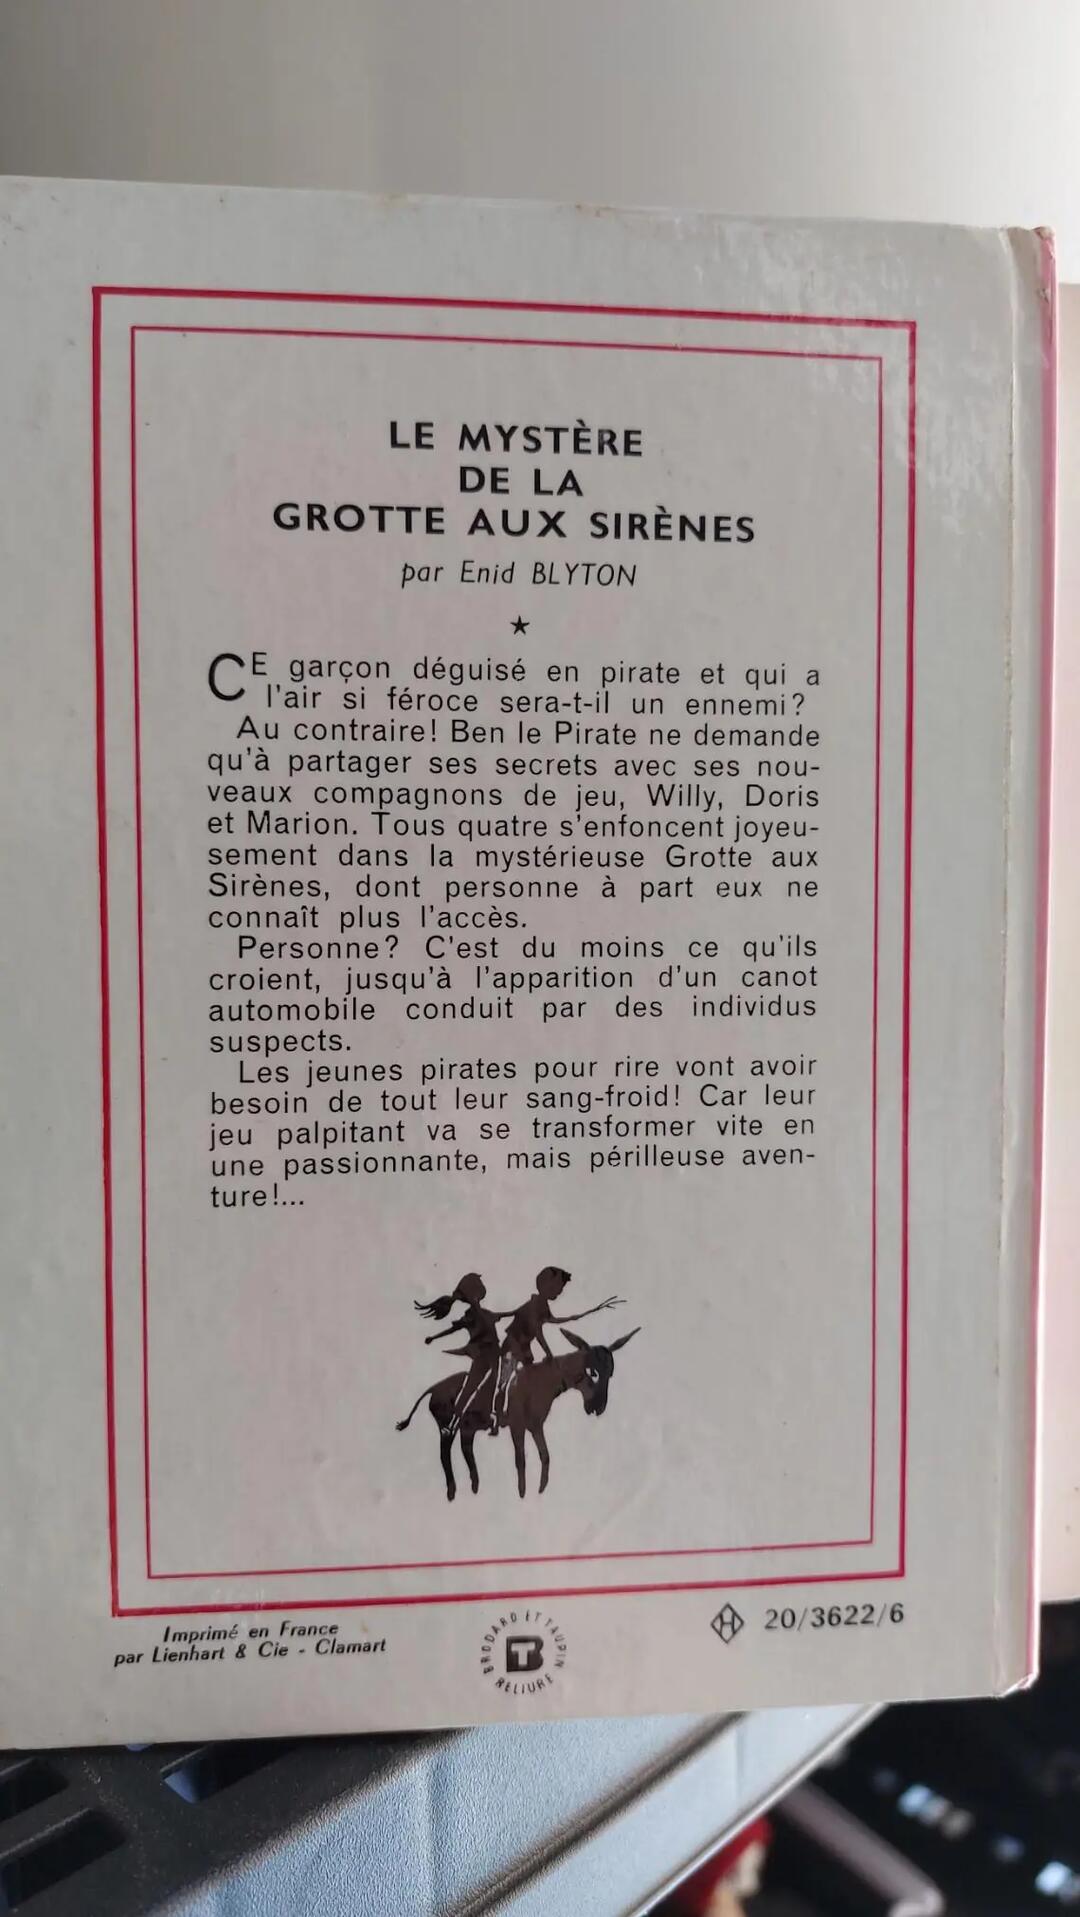 LE MYSTÈRE
DE LA
GROTTE AUX SIRÈNES
par Enid BLYTON
★
CE garçon déguisé en pirate et qui a
l'air si féroce sera-t-il un ennemi?
Au contraire! Ben le Pirate ne demande
qu'à partager ses secrets avec ses nou-
veaux compagnons de jeu, Willy, Doris
et Marion. Tous quatre s'enfoncent joyeu-
sement dans la mystérieuse Grotte aux
Sirènes, dont personne à part eux ne
connaît plus l'accès.
Personne? C'est du moins ce qu'ils
croient, jusqu'à l'apparition d'un canot
automobile conduit par des individus
suspects.
Les jeunes pirates pour rire vont avoir
besoin de tout leur sang-froid! Car leur
jeu palpitant va se transformer vite en
une passionnante, mais périlleuse aven-
ture!...
Imprimé en France
par Lienhart & Cie - Clamart
BRODARD ET TAUPIN
BT
RELIURE
H 20/3622/6